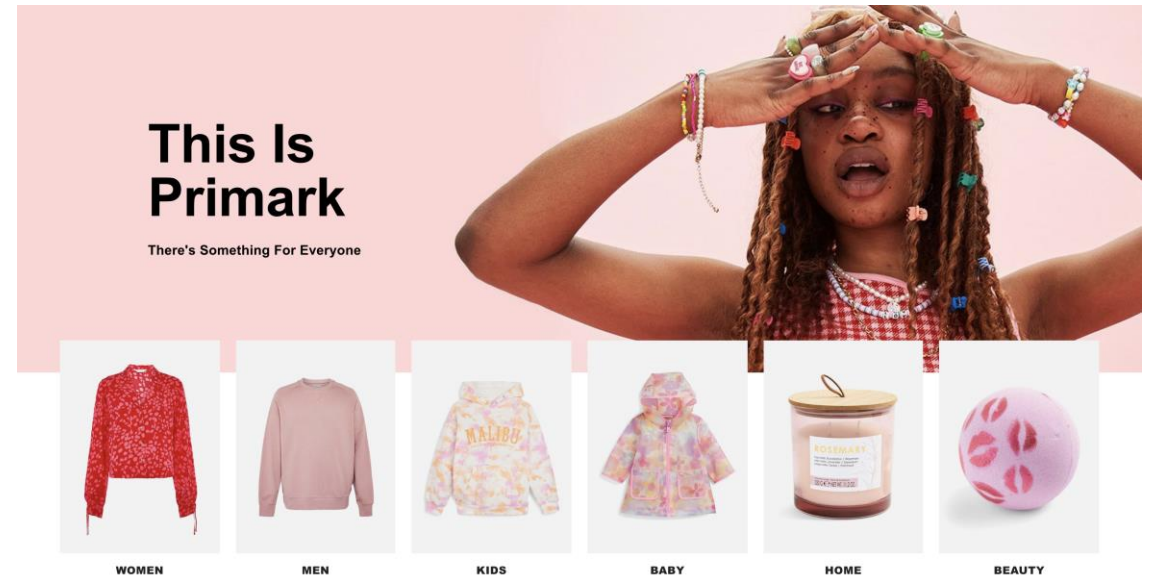 This Is
Primark
There's Something For Everyone
MALIBU
ROSEMARY
WOMEN
MEN
KIDS
BABY
HOME
BEAUTY